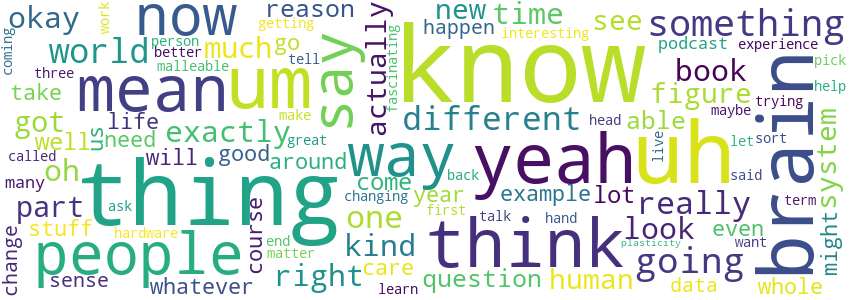 okay now reason getting new time see something
coming work person better much go tell happen interesting podcast experience
world three malleable say actually fascinating know book pick
take mean um different figure trying help
got life us exactly way able maybe head brain
well need will good around yeah uh live let sort system
oh called thing come year example lot really said
many part ask great changing back first talk hand look even term might
stuff course one kind think going want
change people hardware end matter right care question plasticity human data whole
sense whatever learn make